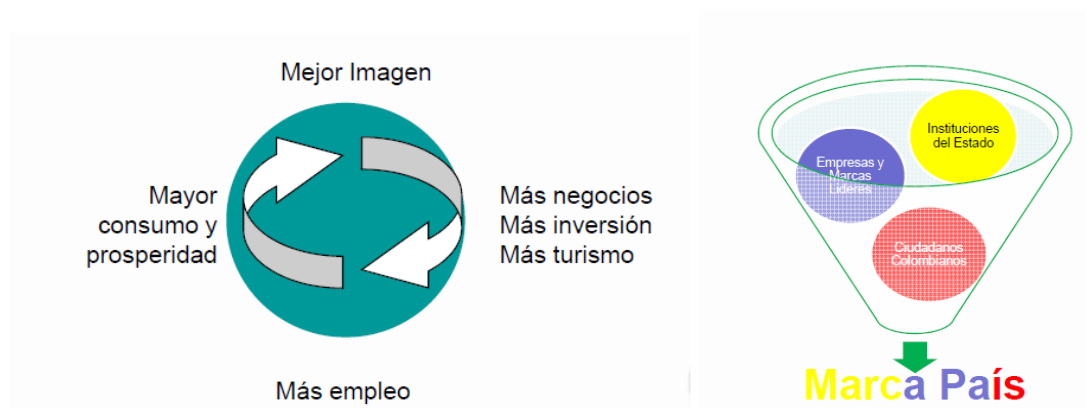 Mejor Imagen
Mayor
consumo y
prosperidad
Más negocios
Más inversión
Más turismo
Más empleo
Instituciones
del Estado
Empresas y
Marcas
Lideres
Ciudadanos
Colombianos
Marca País